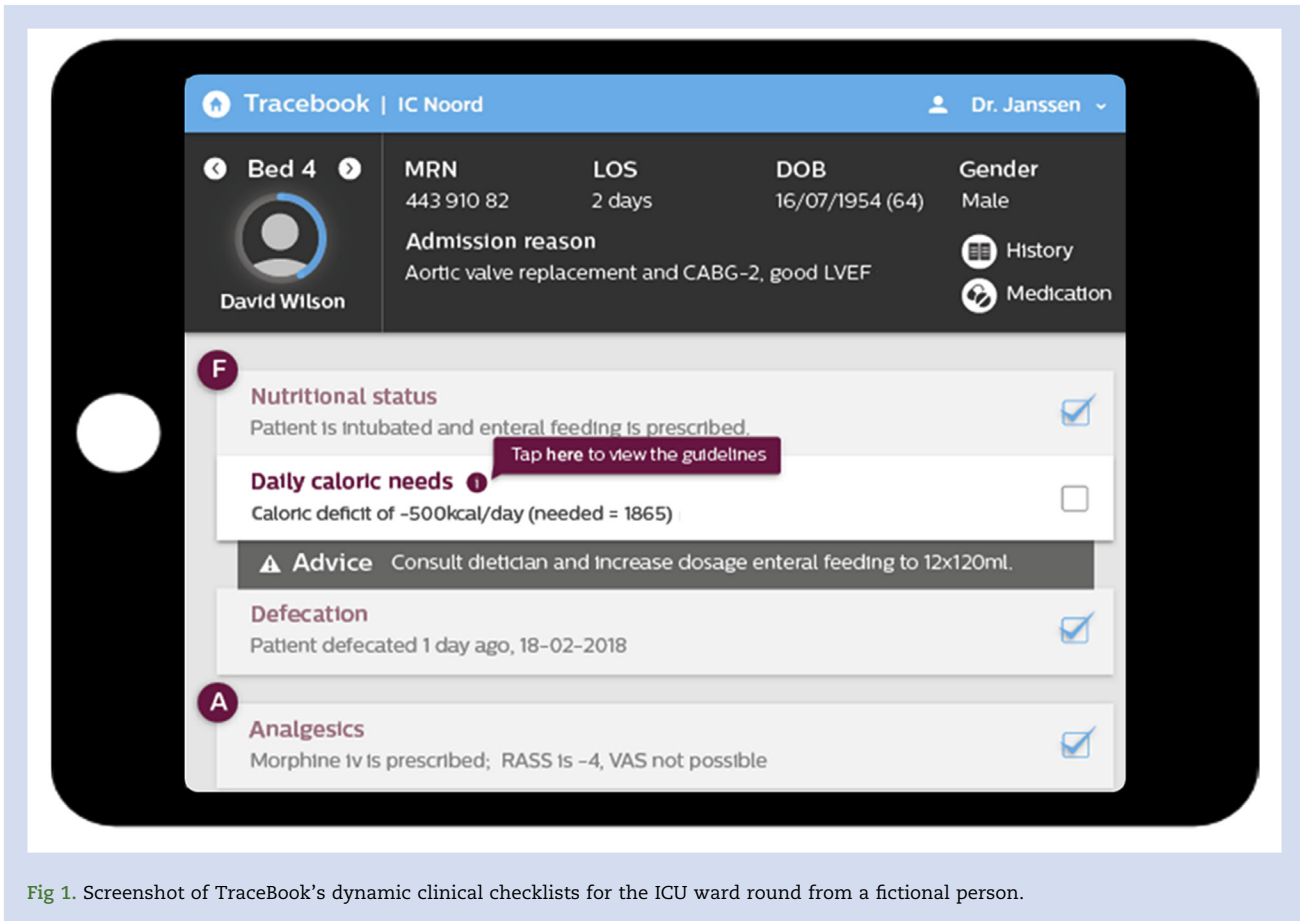 Tracebook | IC Noord
Dr. Janssen
Bed 4
David Wilson
MRN
443 910 82
LOS
2 days
DOB
16/07/1954 (64)
Gender
Male
Admission reason
Aortic valve replacement and CABG-2, good LVEF
History
Medication
F
Nutritional status
Patient is intubated and enteral feeding is prescribed.
Tap here to view the guidelines
Daily caloric needs i
Caloric deficit of -500kcal/day (needed = 1865)
Advice Consult dietician and increase dosage enteral feeding to 12x120ml.
Defecation
Patient defecated 1 day ago, 18-02-2018
A
Analgesics
Morphine iv is prescribed; RASS is -4, VAS not possible
Fig 1. Screenshot of TraceBook's dynamic clinical checklists for the ICU ward round from a fictional person.